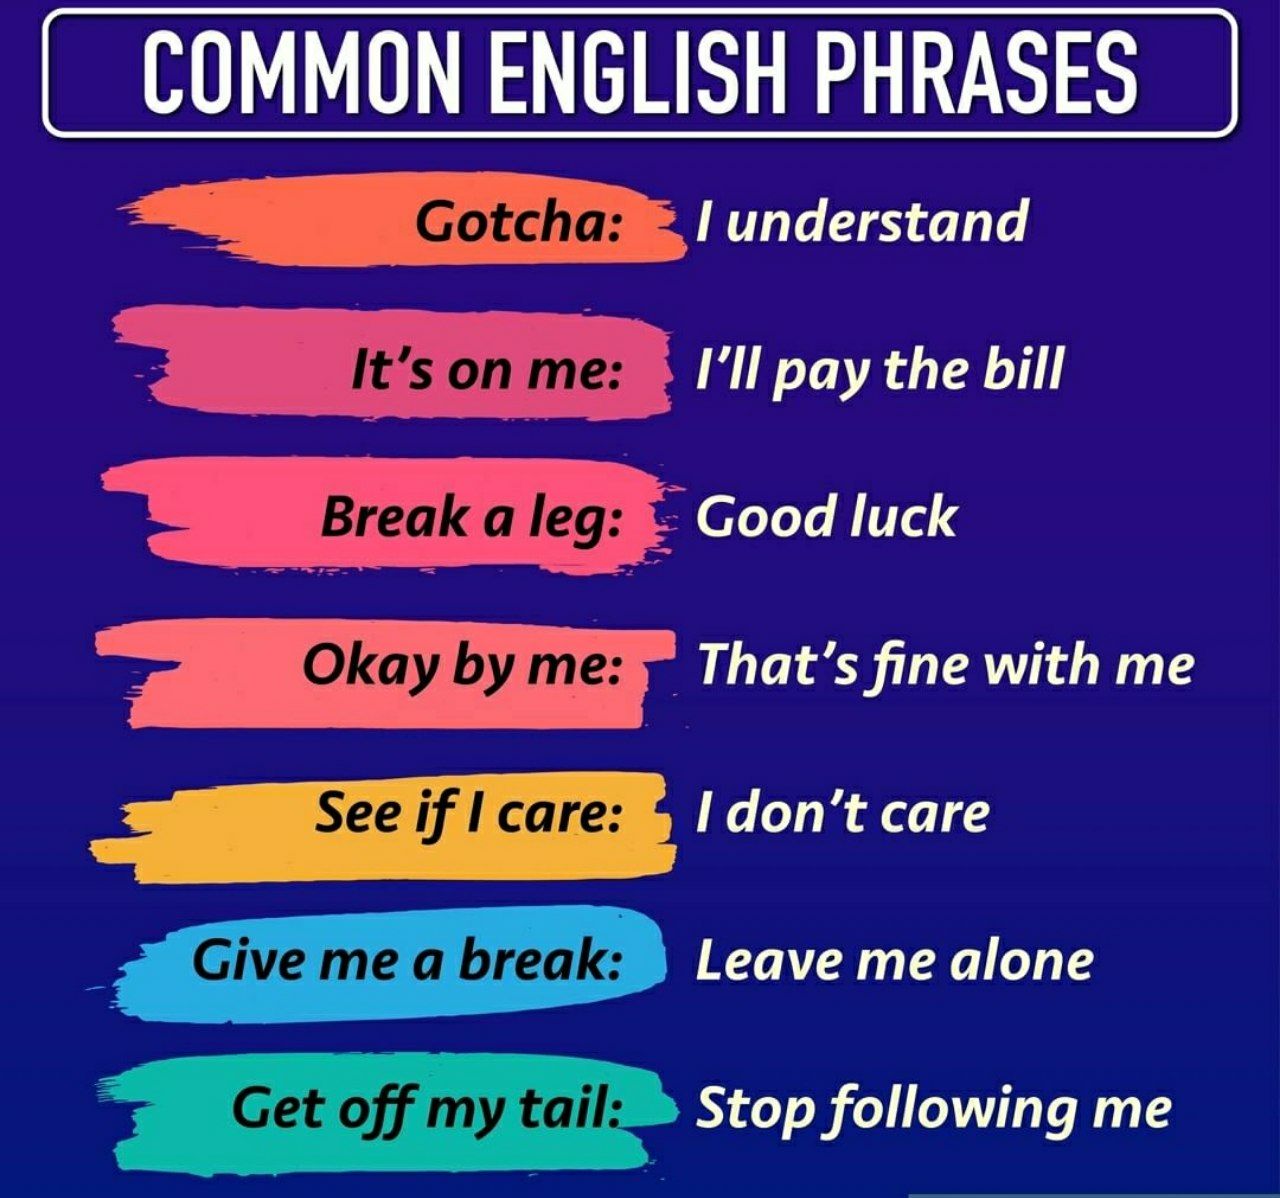 COMMON ENGLISH PHRASES
Gotcha: I understand
It's on me: I'll pay the bill
Break a leg: Good luck
Okay by me: That's fine with me
See if I care: I don't care
Give me a break: Leave me alone
Get off my tail: Stop following me